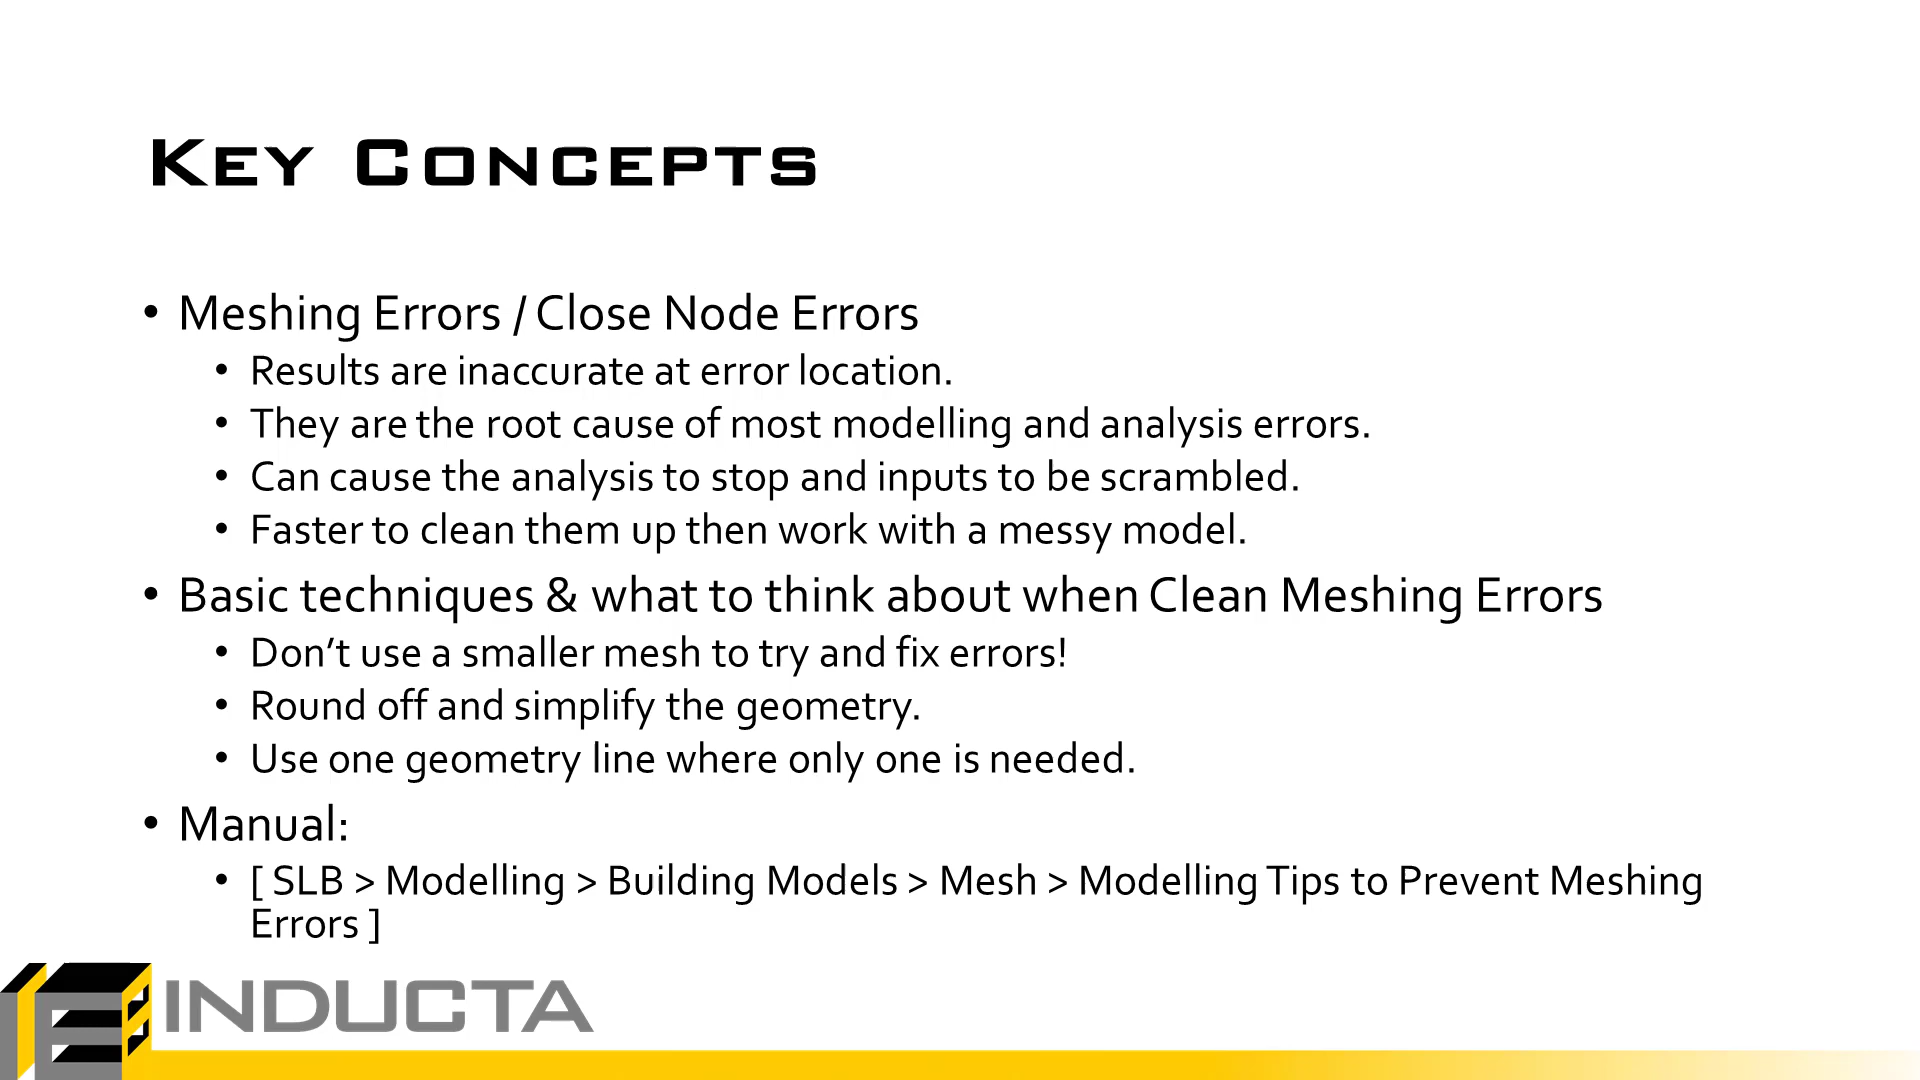 Key Concepts
• Meshing Errors / Close Node Errors
• Results are inaccurate at error location.
• They are the root cause of most modelling and analysis errors.
• Can cause the analysis to stop and inputs to be scrambled.
• Faster to clean them up then work with a messy model.
• Basic techniques & what to think about when Clean Meshing Errors
• Don’t use a smaller mesh to try and fix errors!
• Round off and simplify the geometry.
• Use one geometry line where only one is needed.
• Manual:
• [ SLB > Modelling > Building Models > Mesh > Modelling Tips to Prevent Meshing
Errors ]
INDUCTA